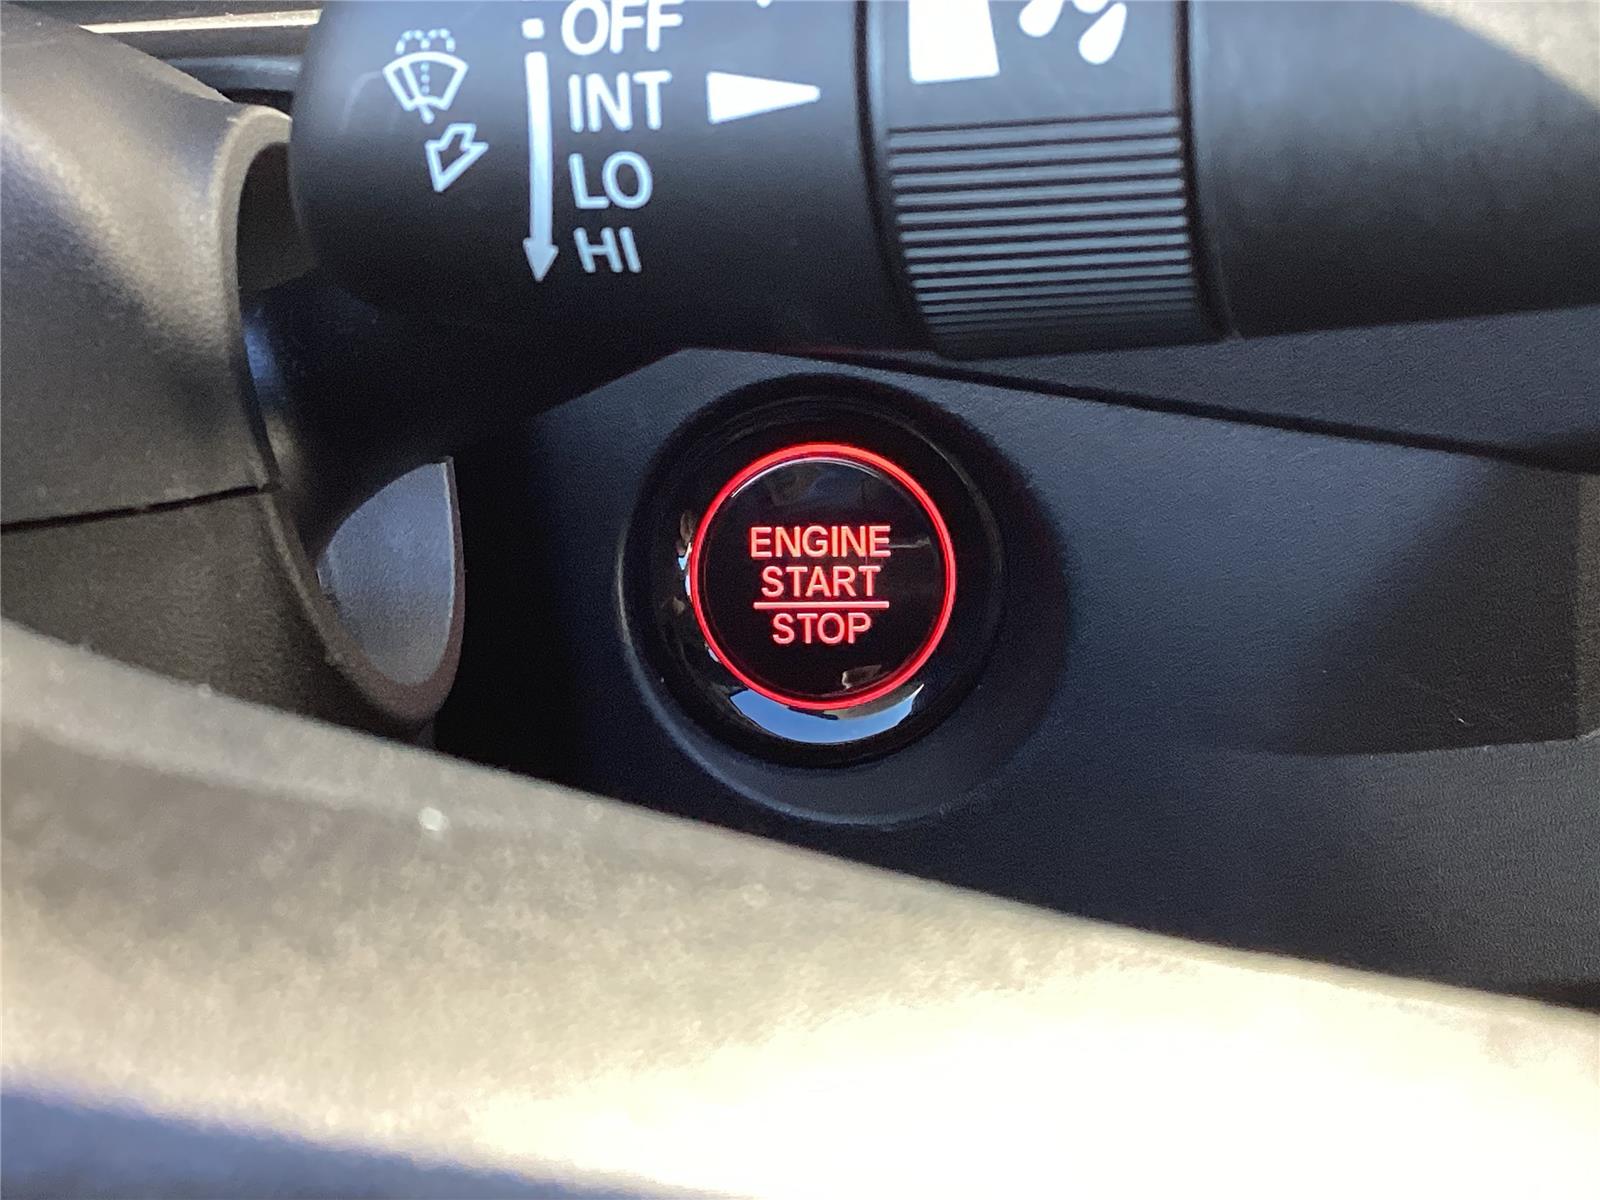 OFF
INT
LO
HI
ENGINE
START
STOP